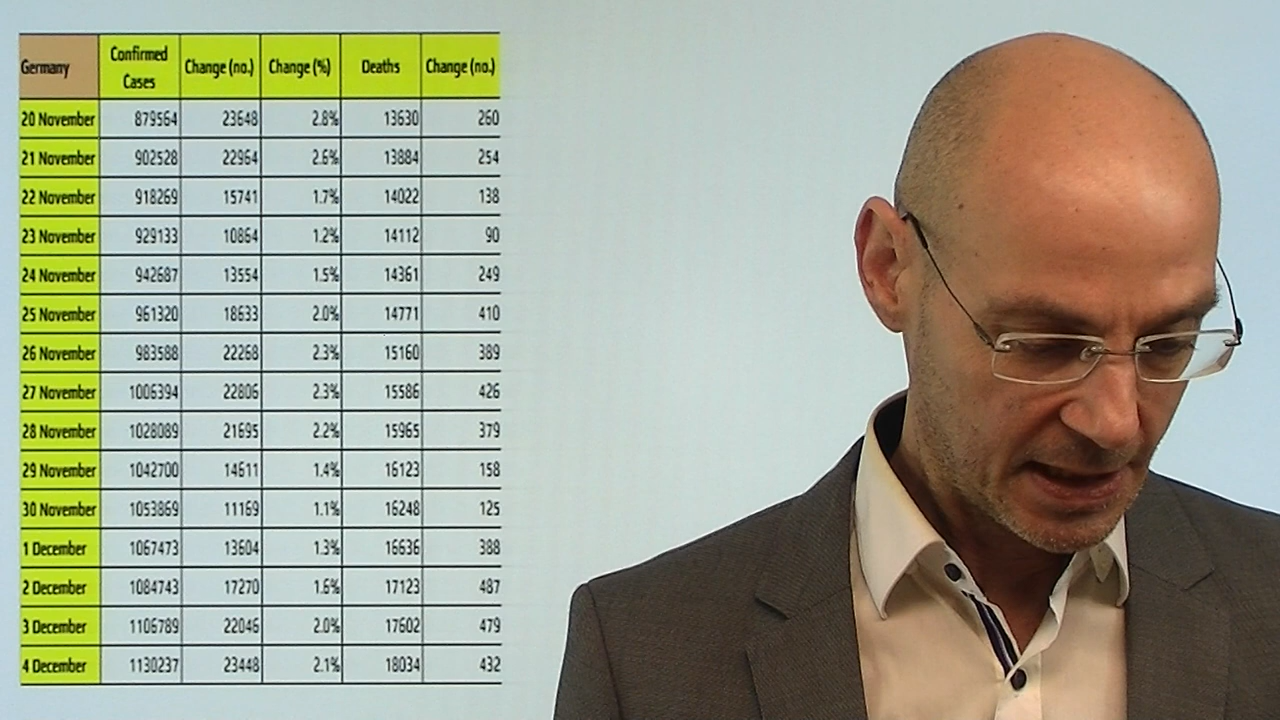 Germany Confirmed Cases Change (no.) Change (%) Deaths Change (no.)
20 November 879564 23648 2.8% 13630 260
21 November 902528 22964 2.6% 13884 254
22 November 918269 15741 1.7% 14022 138
23 November 929133 10864 1.2% 14112 90
24 November 942687 13554 1.5% 14361 249
25 November 961320 18633 2.0% 14771 410
26 November 983588 22268 2.3% 15160 389
27 November 1006394 22806 2.3% 15586 426
28 November 1028089 21695 2.2% 15965 379
29 November 1042700 14611 1.4% 16123 158
30 November 1053869 11169 1.1% 16248 125
1 December 1067473 13604 1.3% 16636 388
2 December 1084743 17270 1.6% 17123 487
3 December 1106789 22046 2.0% 17602 479
4 December 1130237 23448 2.1% 18034 432